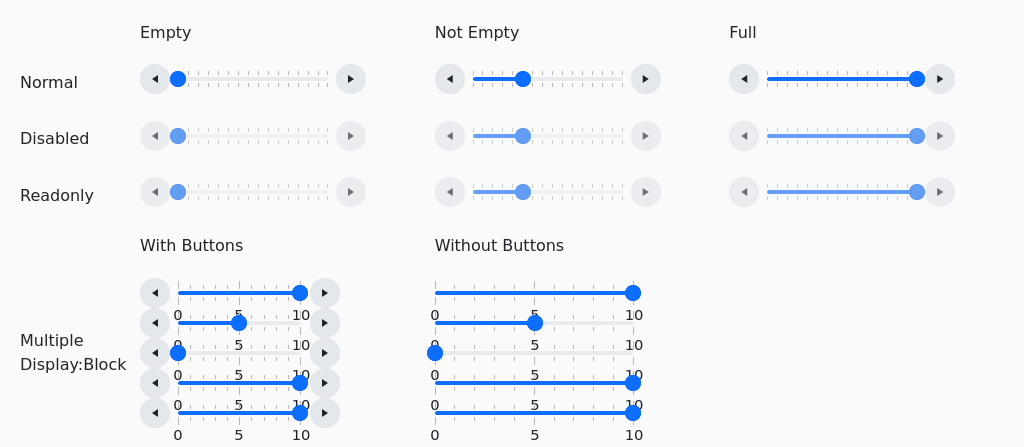 Empty Not Empty Full
Normal
Disabled
Readonly
With Buttons Without Buttons
0 5 10 0 5 10
0 5 10 0 5 10
Multiple
Display:Block
0 5 10 0 5 10
0 5 10 0 5 10
0 5 10 0 5 10